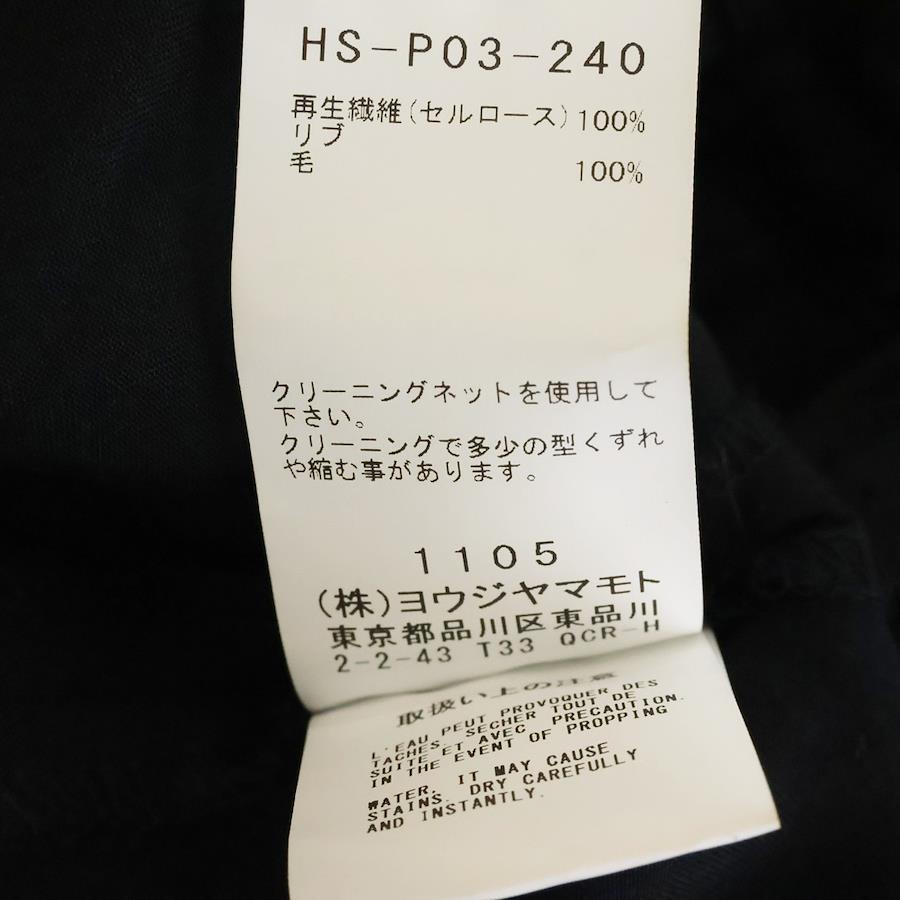 HS-P03-240
再生繊維(セルロース)100%
リブ
毛 100%
クリーニングネットを使用して
下さい。
クリーニングで多少の型くずれ
や縮む事があります。
1105
(株)ヨウジヤマモト
東京都品川区東品川
2-2-43 T33 QCR-H
取扱い上の注意
L'EAU PEUT PROVOQUER DES
TACHES SECHER TOUT DE
SUITE ET AVEC PRECAUTION.
IN THE EVENT OF PROPPING
WATER, IT MAY CAUSE
STAINS. DRY CAREFULLY
AND INSTANTLY.